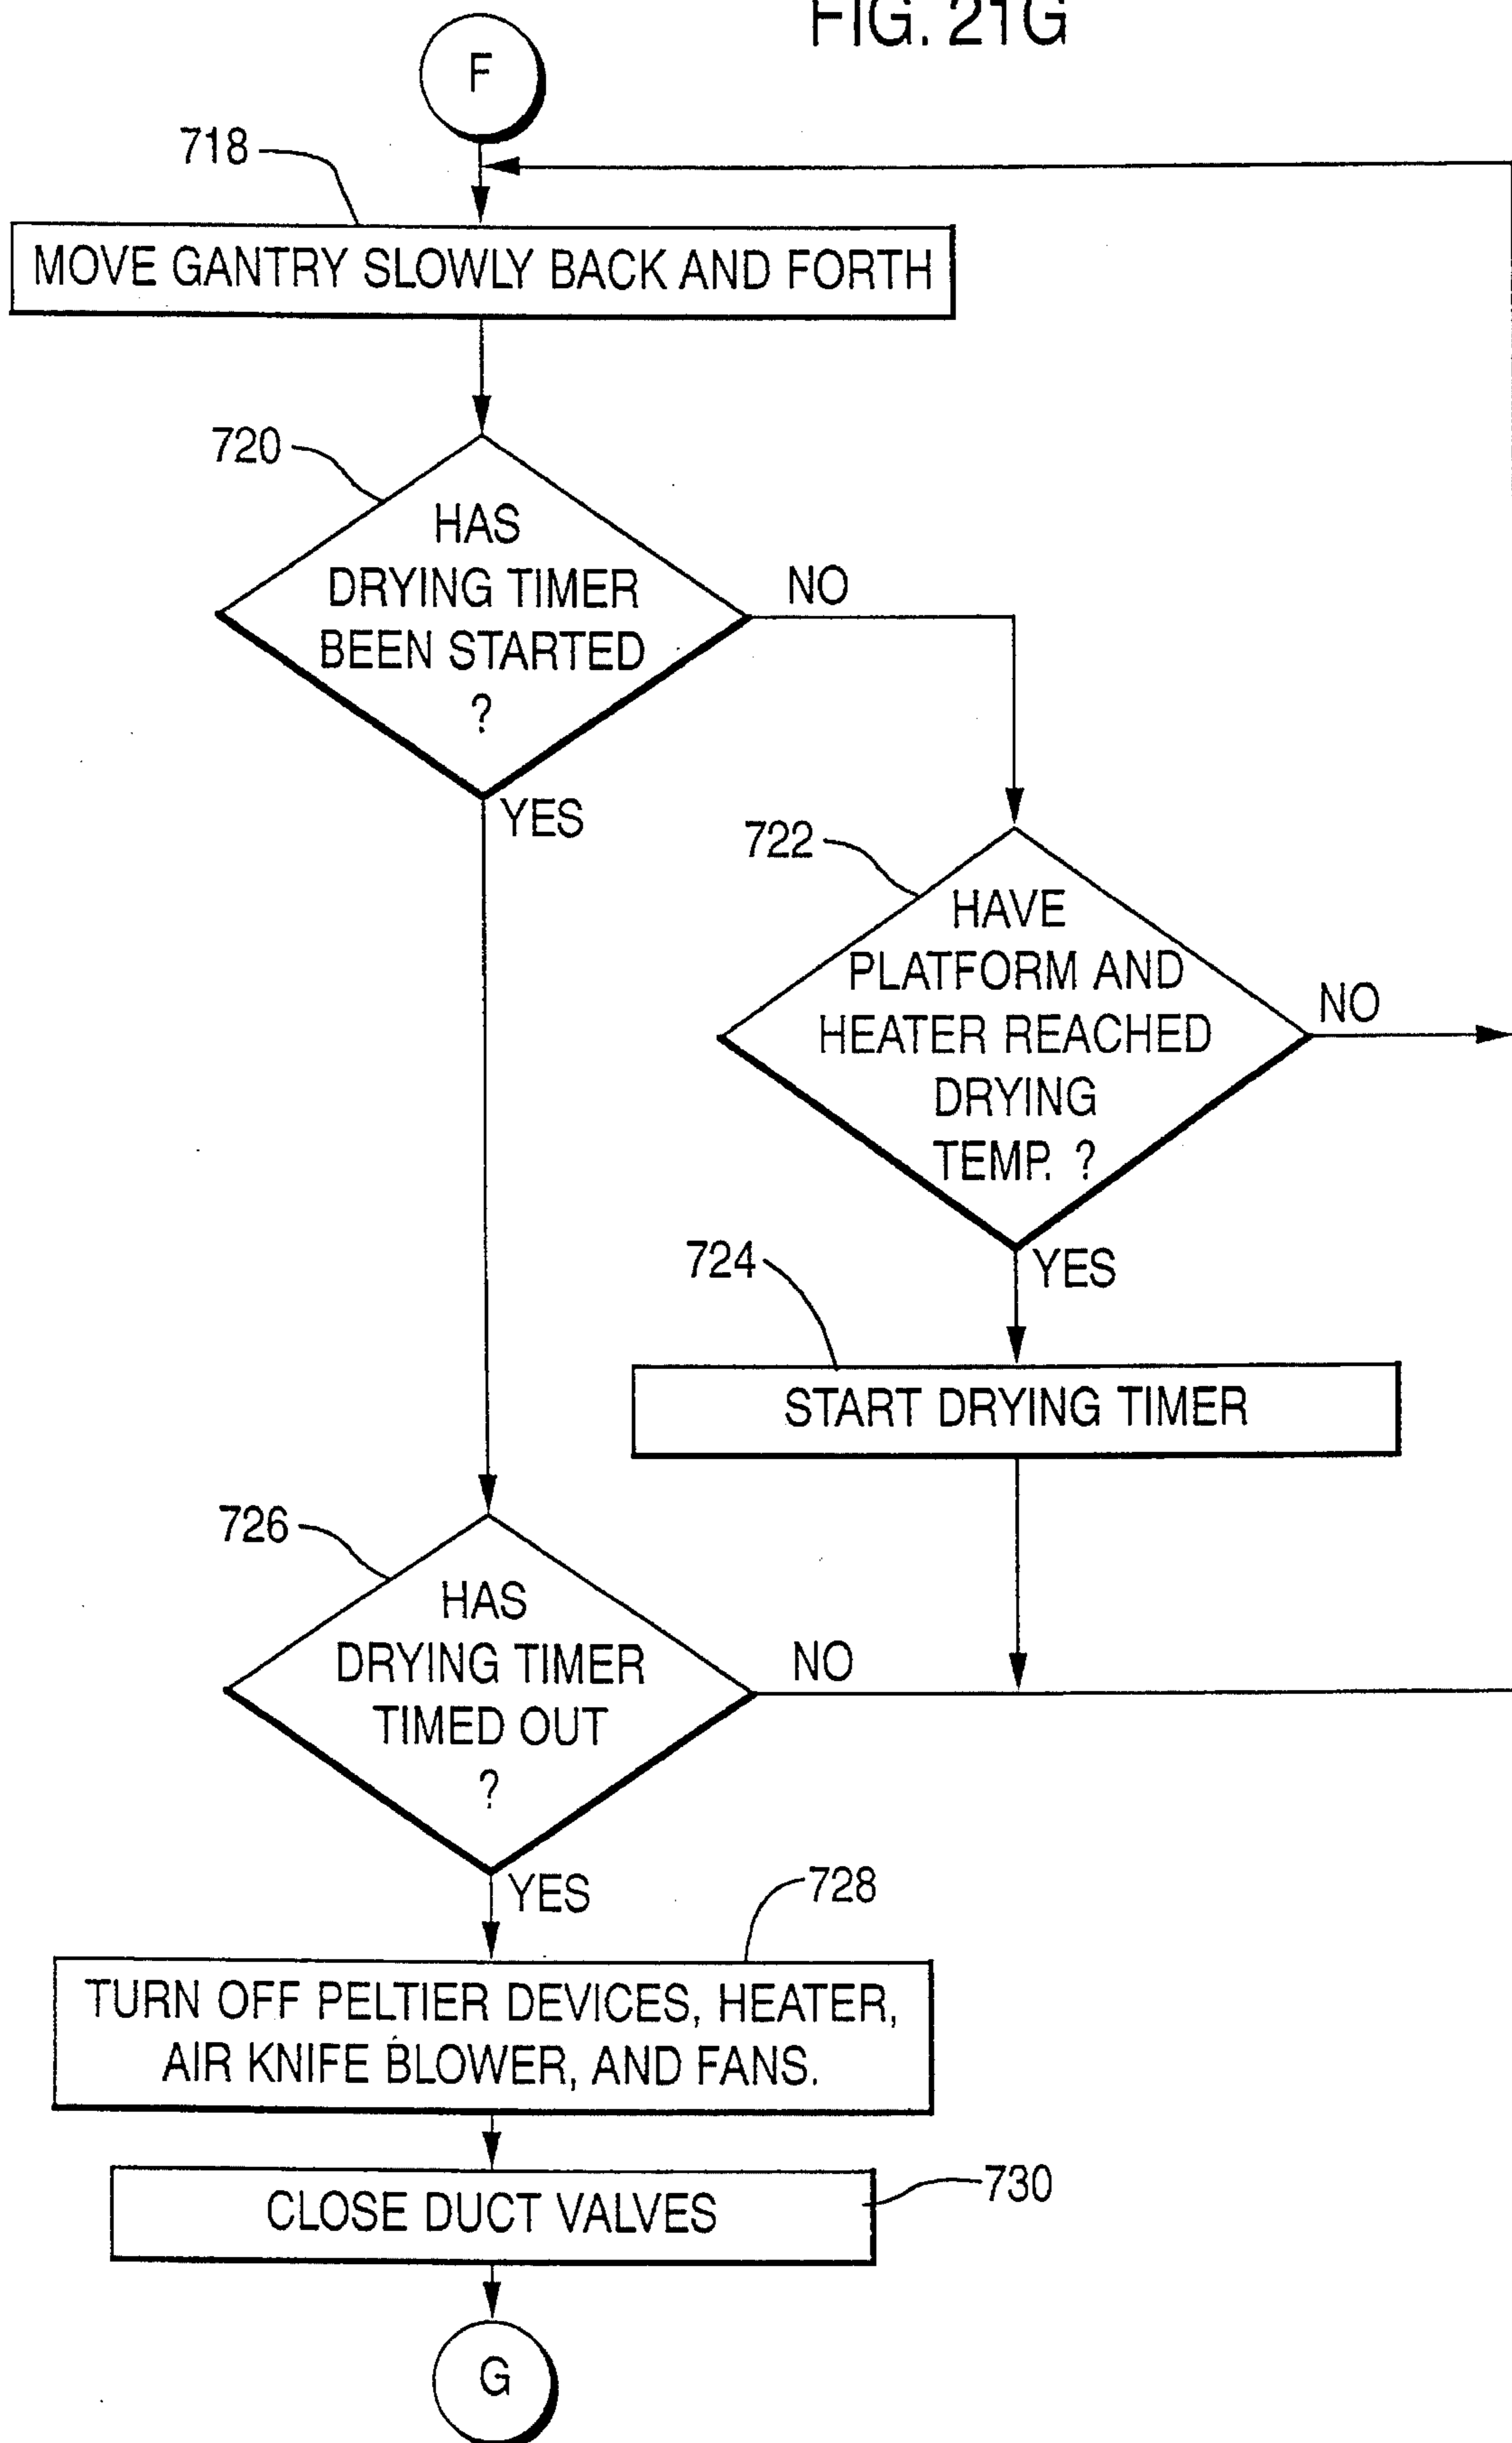 FIG. 21G
F
718
MOVE GANTRY SLOWLY BACK AND FORTH
720
HAS
DRYING TIMER
BEEN STARTED
?
NO
YES
722
HAVE
PLATFORM AND
HEATER REACHED
DRYING
TEMP. ?
NO
YES
724
START DRYING TIMER
726
HAS
DRYING TIMER
TIMED OUT
?
NO
YES
728
TURN OFF PELTIER DEVICES, HEATER,
AIR KNIFE BLOWER, AND FANS.
CLOSE DUCT VALVES
730
G